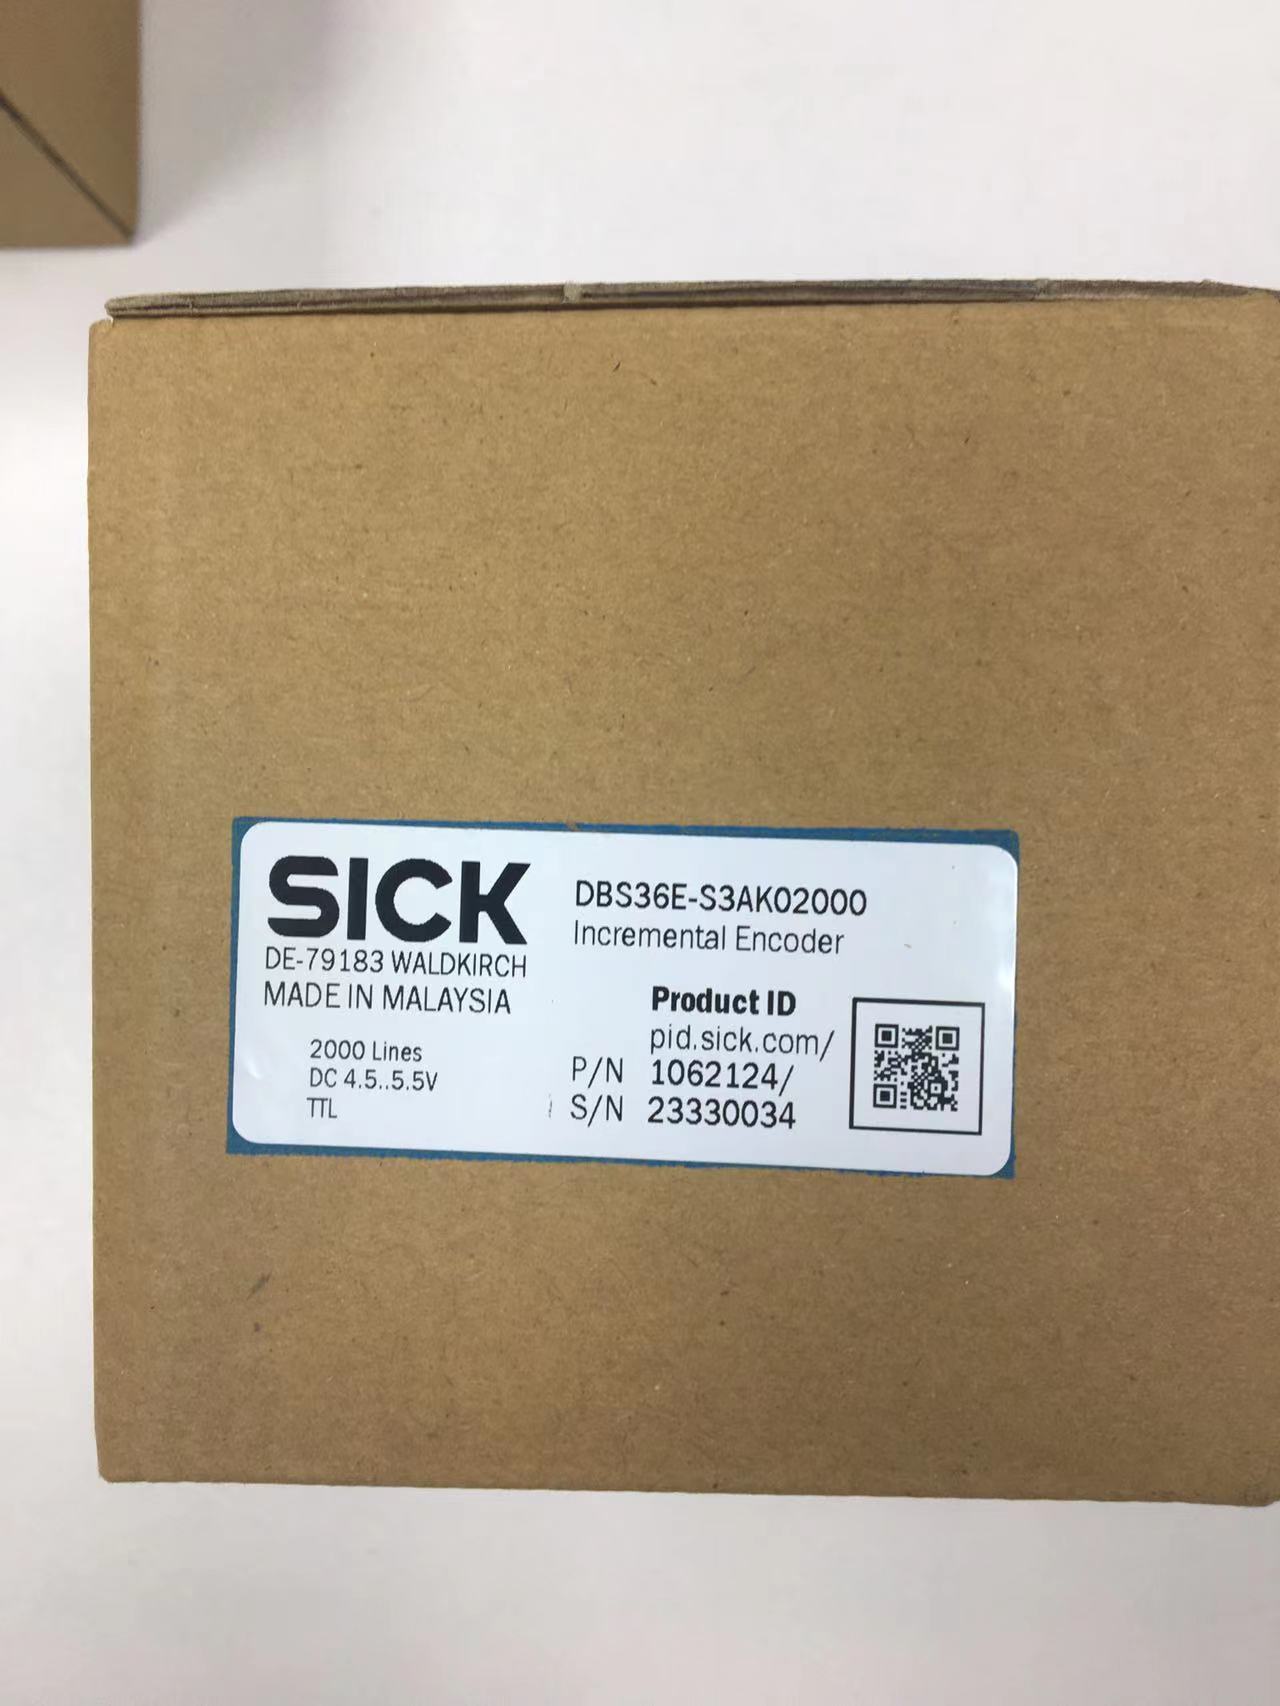 SICK
DE-79183 WALDKIRCH
MADE IN MALAYSIA
2000 Lines
DC 4.5..5.5V
TTL
DBS36E-S3AK02000
Incremental Encoder
Product ID
pid.sick.com/
P/N 1062124/
S/N 23330034